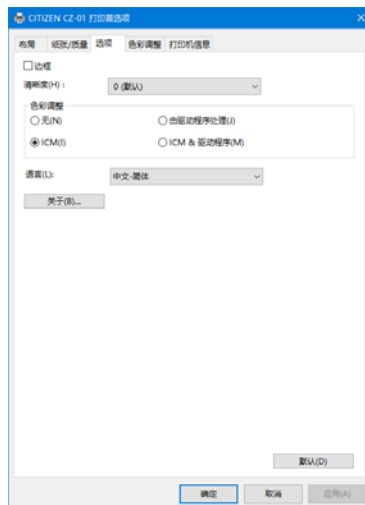 CITIZEN CZ-01 打印首选项
布局 纸张/质量 选项 色彩调整 打印机信息
边框
清晰度(H)： 0 (默认)
色彩调整
无(N) 由驱动程序处理(J)
ICM(I) ICM & 驱动程序(M)
语言(L): 中文-简体
关于(B)...
默认(D)
确定 取消 应用(A)